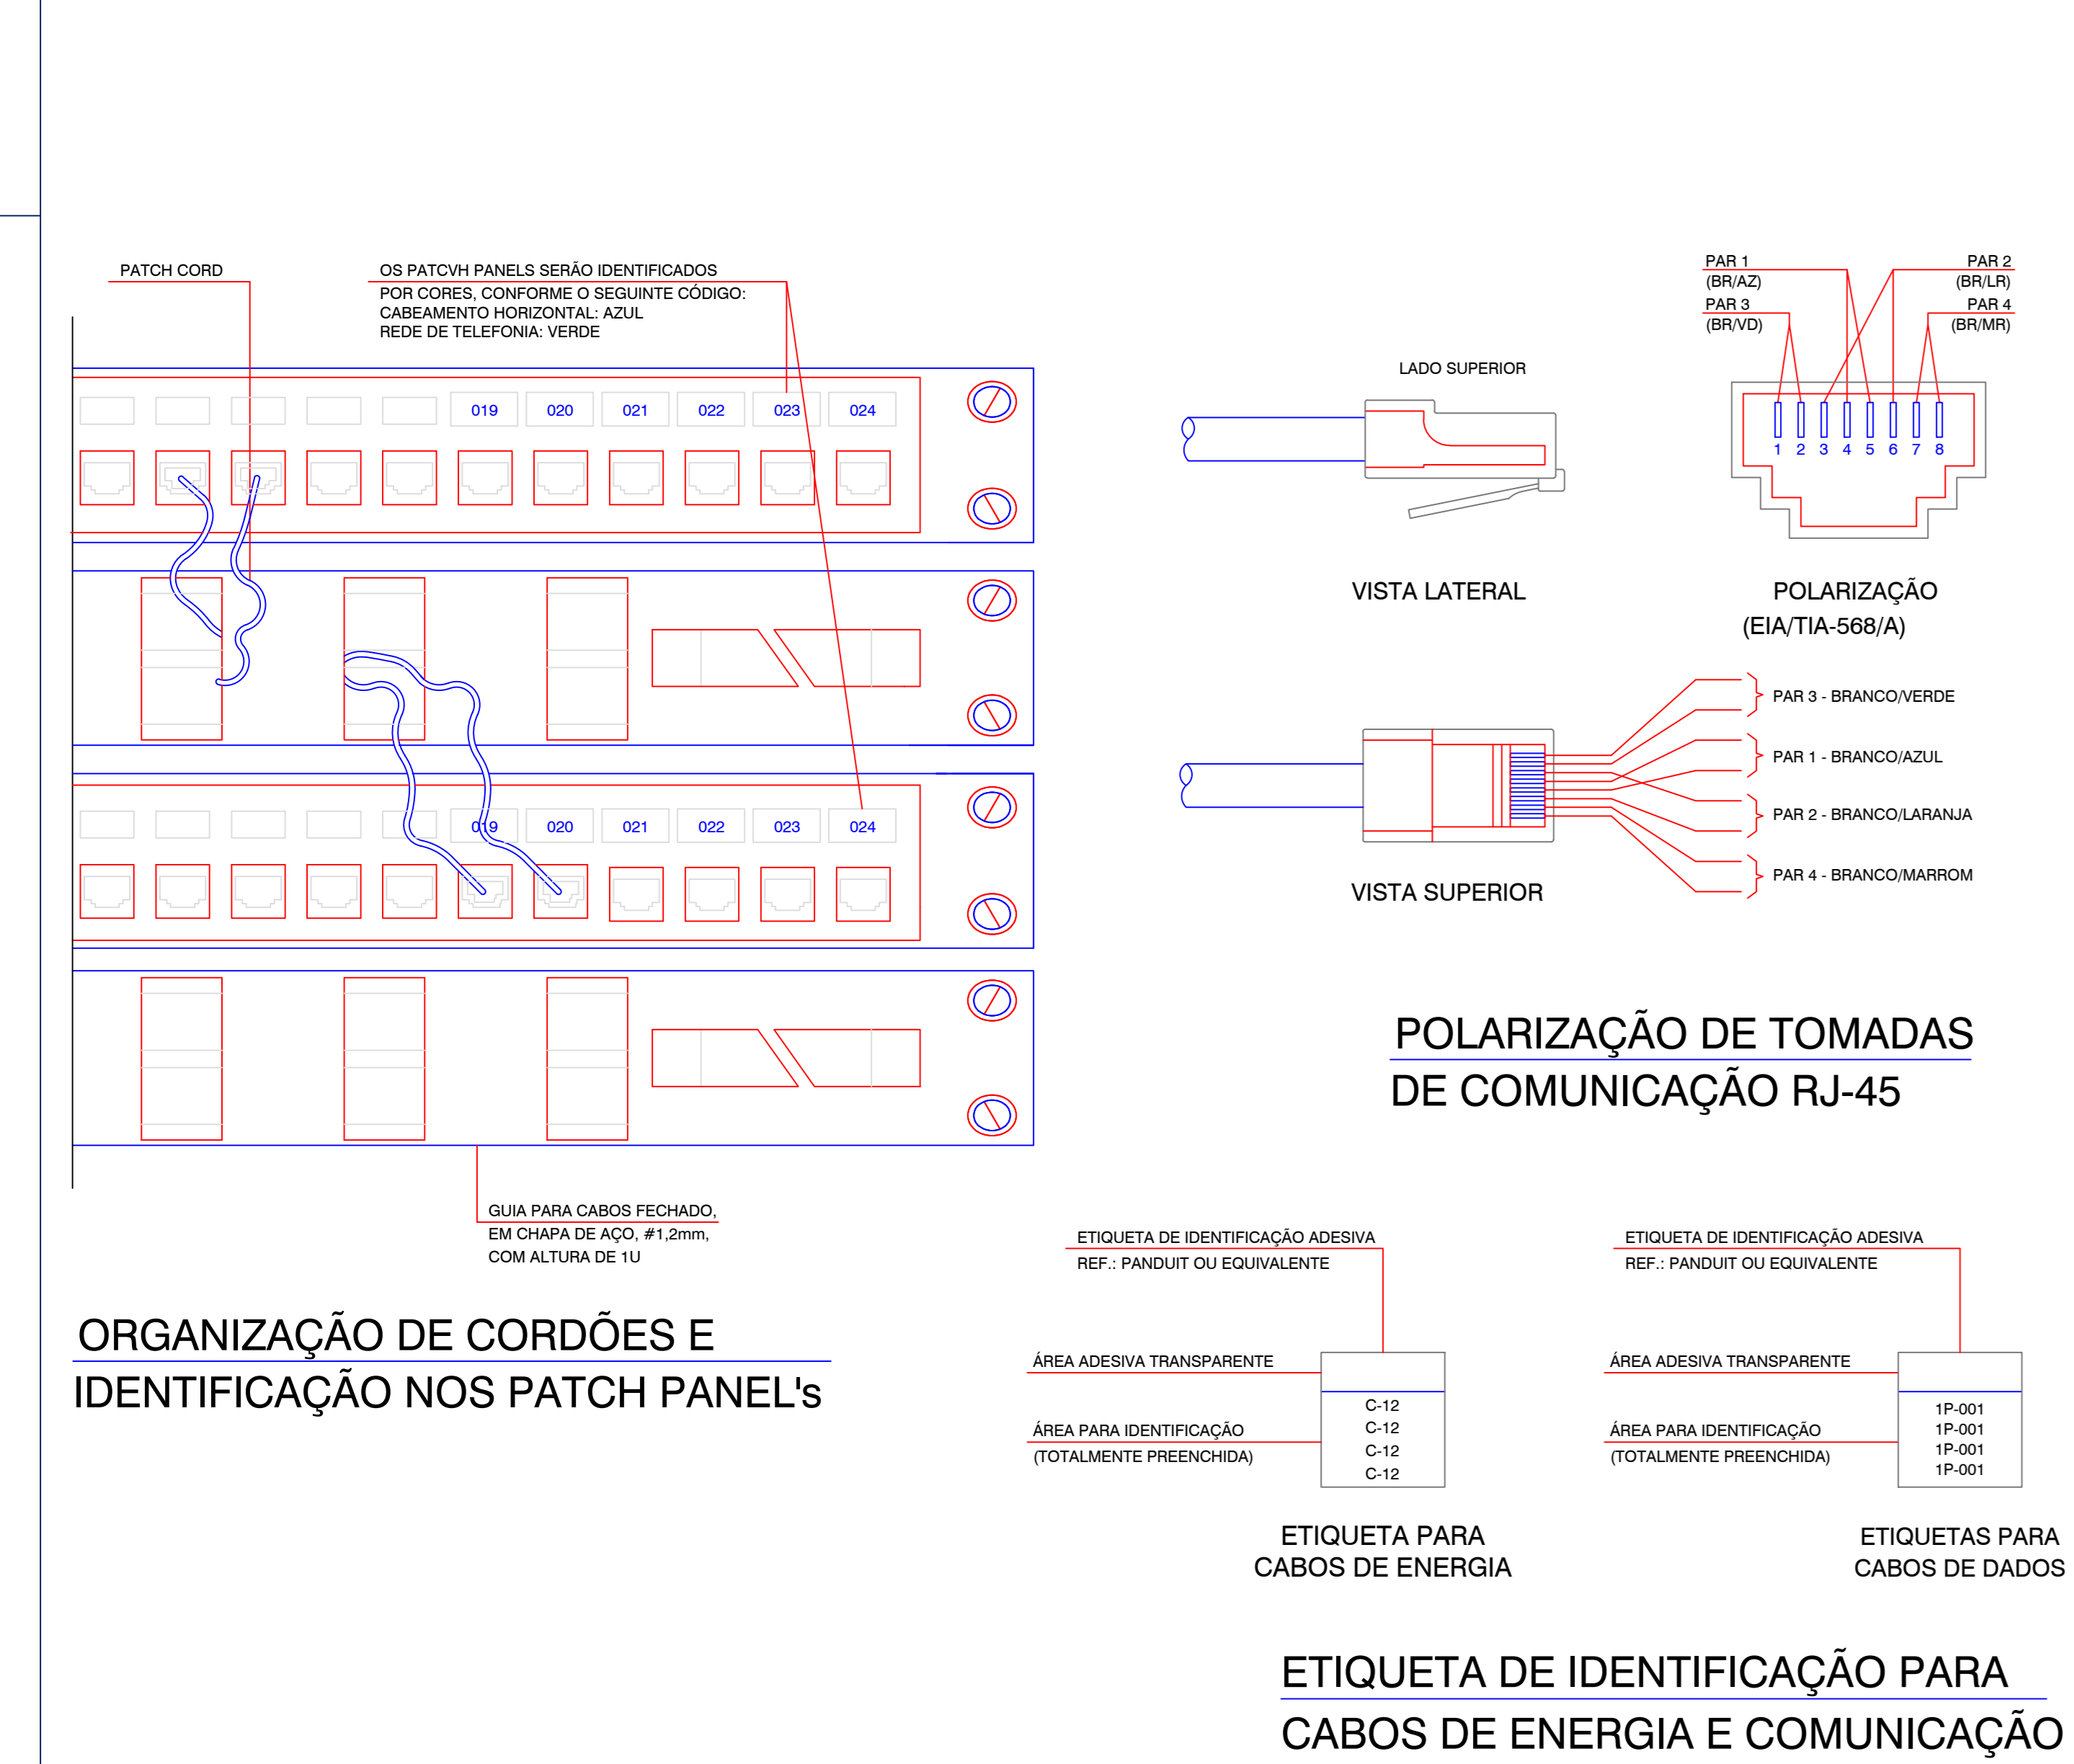 PATCH CORD
OS PATCVH PANELS SERÃO IDENTIFICADOS
POR CORES, CONFORME O SEGUINTE CÓDIGO:
CABEAMENTO HORIZONTAL: AZUL
REDE DE TELEFONIA: VERDE
019 020 021 022 023 024
019 020 021 022 023 024
GUIA PARA CABOS FECHADO,
EM CHAPA DE AÇO, #1,2mm,
COM ALTURA DE 1U
ORGANIZAÇÃO DE CORDÕES E
IDENTIFICAÇÃO NOS PATCH PANEL's
LADO SUPERIOR
VISTA LATERAL
PAR 1
(BR/AZ)
PAR 3
(BR/VD)
PAR 2
(BR/LR)
PAR 4
(BR/MR)
1 2 3 4 5 6 7 8
POLARIZAÇÃO
(EIA/TIA-568/A)
PAR 3 - BRANCO/VERDE
PAR 1 - BRANCO/AZUL
PAR 2 - BRANCO/LARANJA
PAR 4 - BRANCO/MARROM
VISTA SUPERIOR
POLARIZAÇÃO DE TOMADAS
DE COMUNICAÇÃO RJ-45
ETIQUETA DE IDENTIFICAÇÃO ADESIVA
REF.: PANDUIT OU EQUIVALENTE
ÁREA ADESIVA TRANSPARENTE
ÁREA PARA IDENTIFICAÇÃO
(TOTALMENTE PREENCHIDA)
C-12
C-12
C-12
C-12
ETIQUETA PARA
CABOS DE ENERGIA
ETIQUETA DE IDENTIFICAÇÃO ADESIVA
REF.: PANDUIT OU EQUIVALENTE
ÁREA ADESIVA TRANSPARENTE
ÁREA PARA IDENTIFICAÇÃO
(TOTALMENTE PREENCHIDA)
1P-001
1P-001
1P-001
1P-001
ETIQUETAS PARA
CABOS DE DADOS
ETIQUETA DE IDENTIFICAÇÃO PARA
CABOS DE ENERGIA E COMUNICAÇÃO